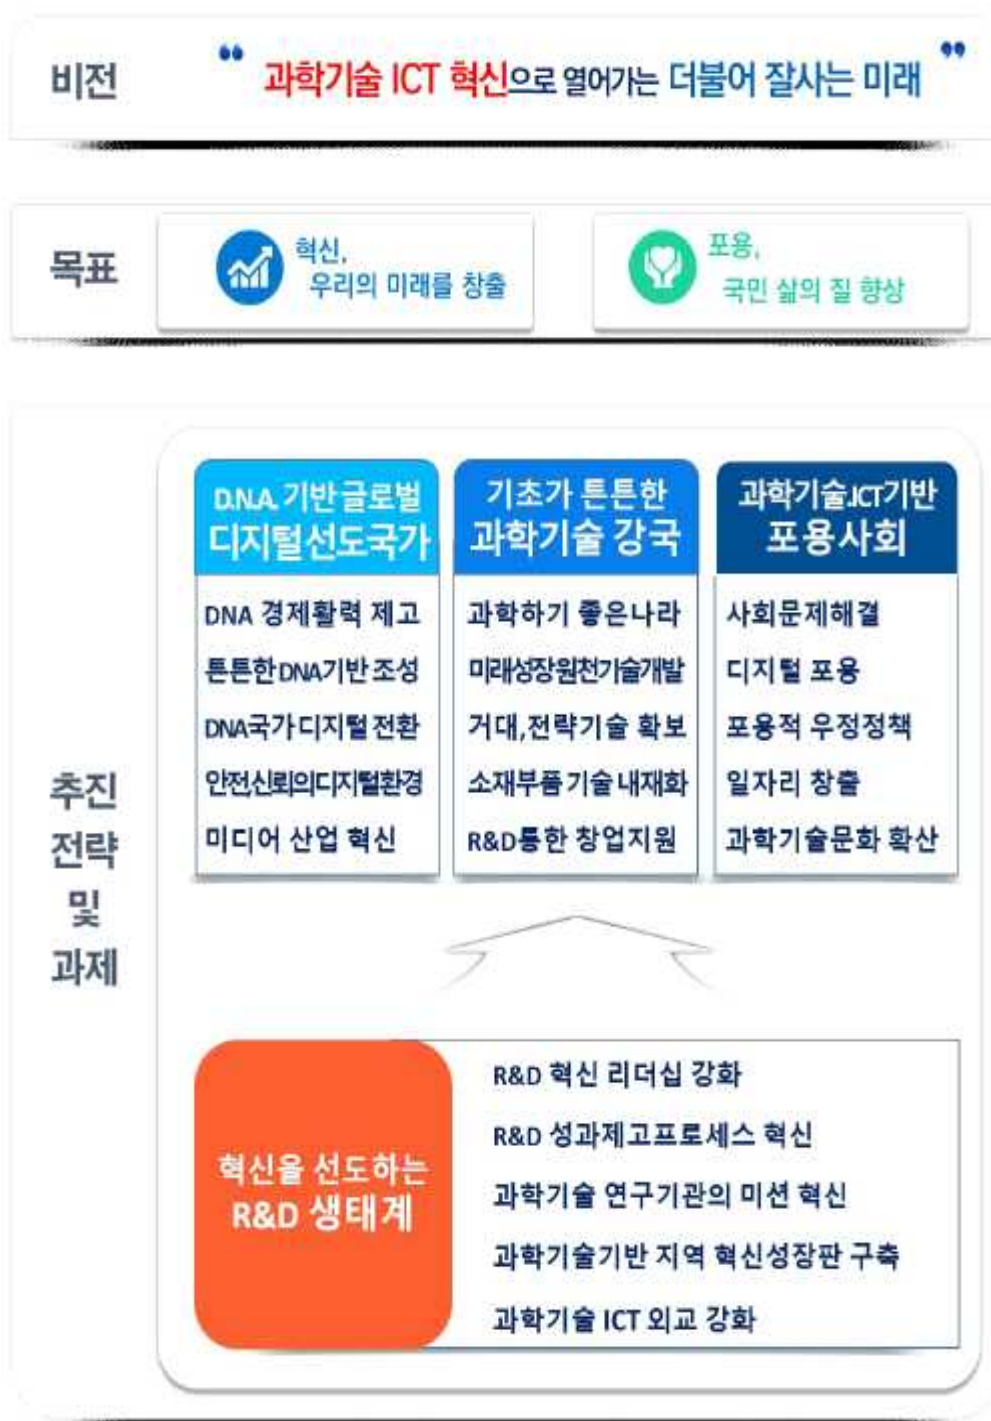 비전
“ 과학기술 ICT 혁신으로 열어가는 더불어 잘사는 미래 ”
목표
혁신,
우리의 미래를 창출
포용,
국민 삶의 질 향상
추진
전략
및
과제
D.N.A. 기반 글로벌
디지털선도국가
DNA 경제활력 제고
튼튼한DNA기반 조성
DNA국가 디지털 전환
안전,신뢰의디지털환경
미디어 산업 혁신
기초가 튼튼한
과학기술 강국
과학하기 좋은나라
미래성장원천기술개발
거대,전략기술 확보
소재부품 기술 내재화
R&D통한 창업지원
과학기술.ICT기반
포용사회
사회문제해결
디지털 포용
포용적 우정정책
일자리 창출
과학기술문화 확산
혁신을 선도하는
R&D 생태계
R&D 혁신 리더십 강화
R&D 성과제고프로세스 혁신
과학기술 연구기관의 미션 혁신
과학기술기반 지역 혁신성장판 구축
과학기술 ICT 외교 강화